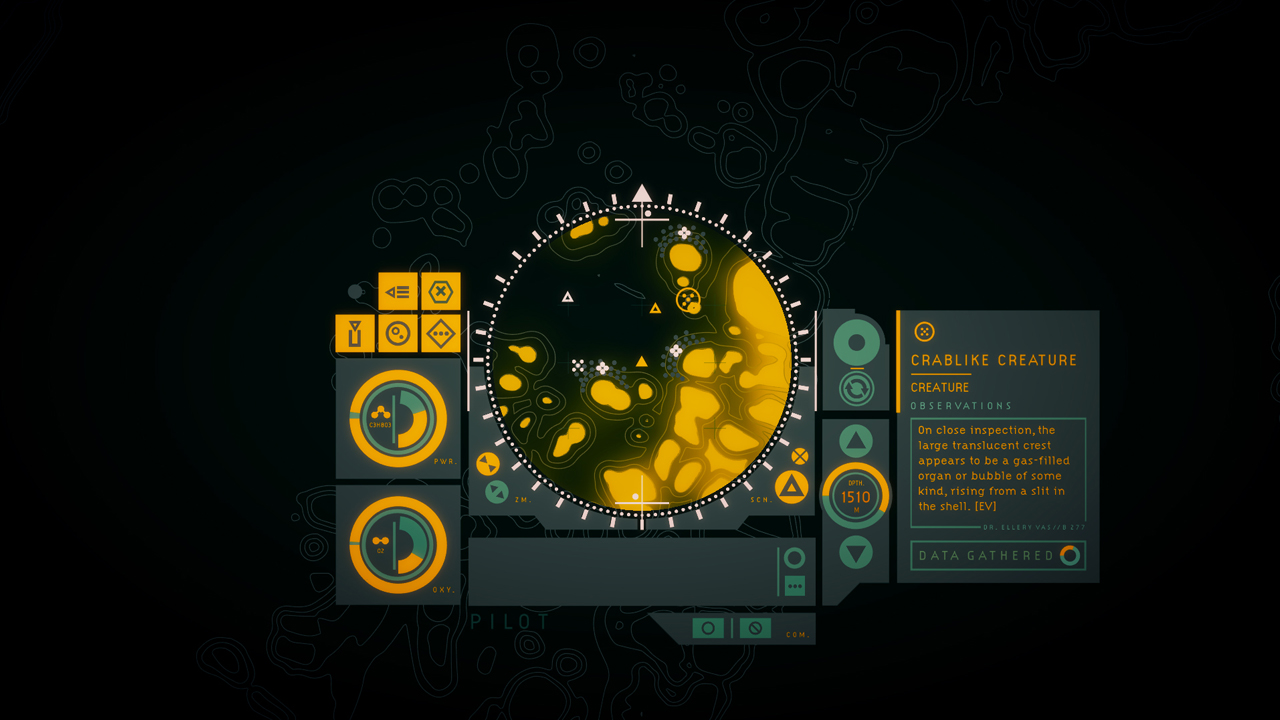 C3H8O3
PWR.
O2
OXY.
ZM.
SCN.
PILOT
COM.
DPTH.
1510
M
CRABLIKE CREATURE
CREATURE
OBSERVATIONS
On close inspection, the
large translucent crest
appears to be a gas-filled
organ or bubble of some
kind, rising from a slit in
the shell. [EV]
DR. ELLERY VAS//
DATA GATHERED